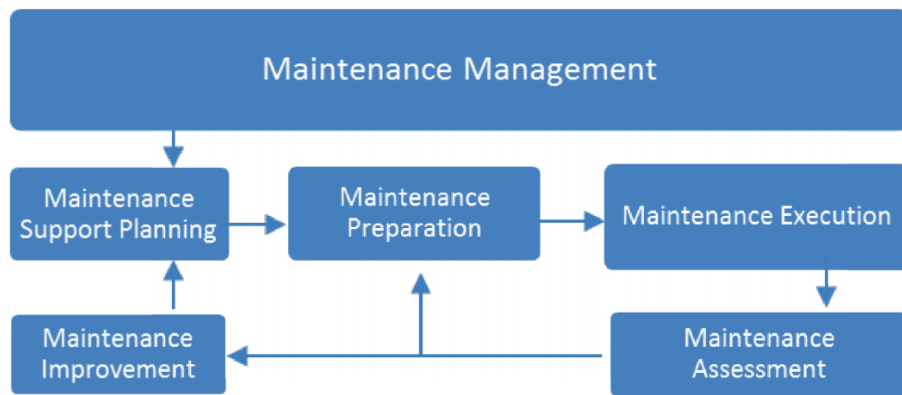 Maintenance Management
Maintenance
Support Planning
Maintenance
Preparation
Maintenance Execution
Maintenance
Improvement
Maintenance
Assessment